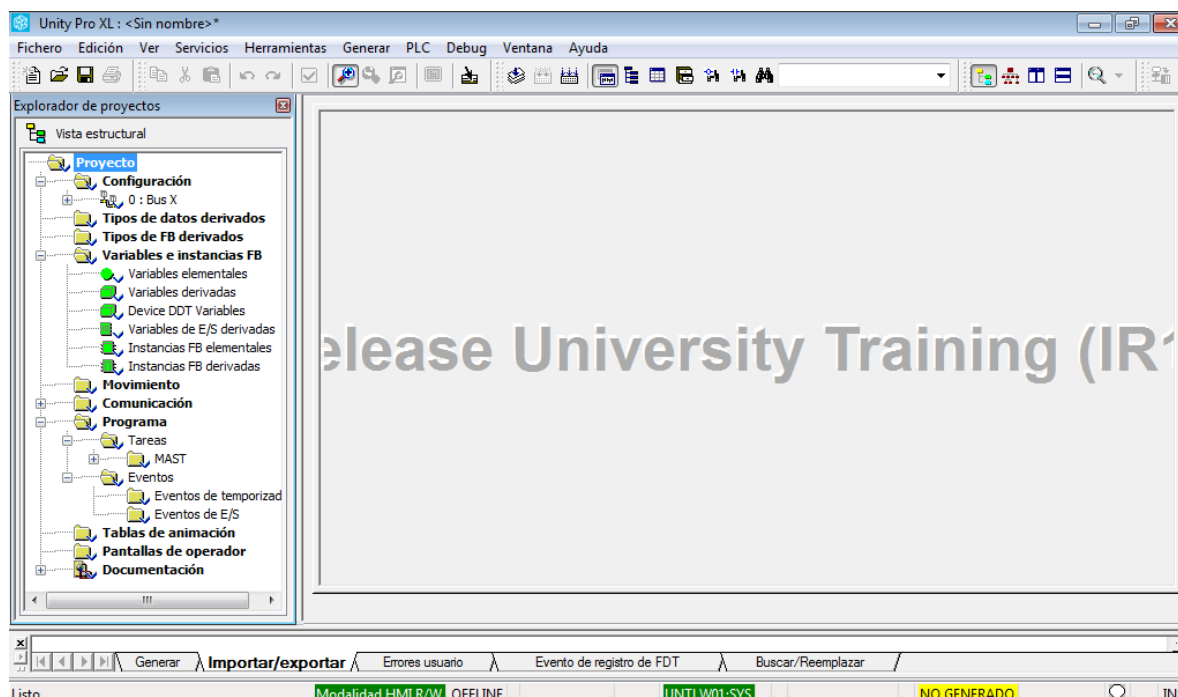 Unity Pro XL : <Sin nombre>*
Fichero Edición Ver Servicios Herramientas Generar PLC Debug Ventana Ayuda
Explorador de proyectos
Vista estructural
Proyecto
Configuración
0 : Bus X
Tipos de datos derivados
Tipos de FB derivados
Variables e instancias FB
Variables elementales
Variables derivadas
Device DDT Variables
Variables de E/S derivadas
Instancias FB elementales
Instancias FB derivadas
Movimiento
Comunicación
Programa
Tareas
MAST
Eventos
Eventos de temporizad
Eventos de E/S
Tablas de animación
Pantallas de operador
Documentación
elease University Training (IR1
Generar Importar/exportar Errores usuario Evento de registro de FDT Buscar/Reemplazar
Listo Modalidad HMI R/W OFFLINE UNTLW01:SYS NO GENERADO IN